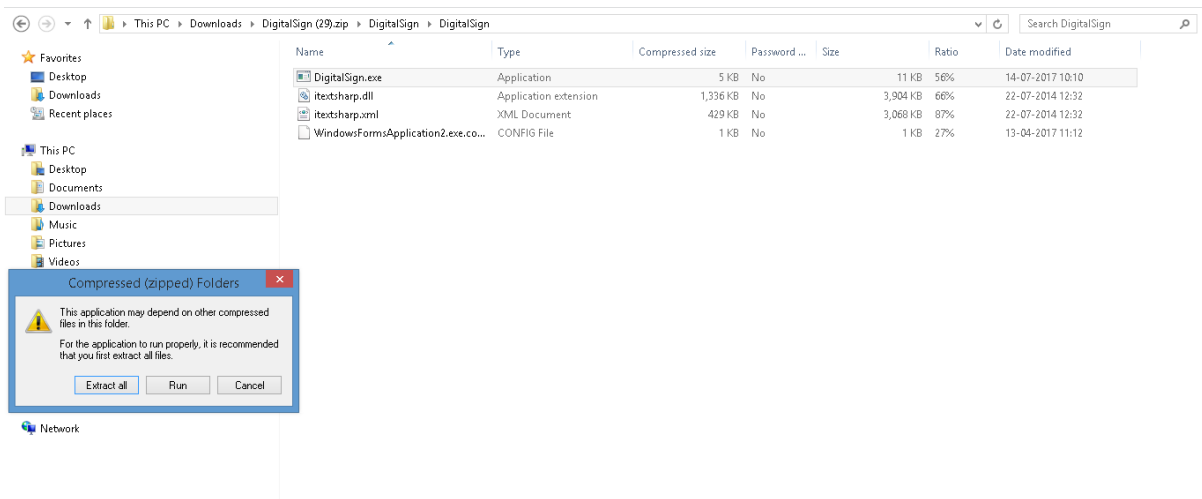 This PC Downloads DigitalSign (29).zip DigitalSign DigitalSign Search DigitalSign
Favorites
Desktop
Downloads
Recent places
This PC
Desktop
Documents
Downloads
Music
Pictures
Videos
Network
Name Type Compressed size Password ... Size Ratio Date modified
DigitalSign.exe Application 5 KB No 11 KB 56% 14-07-2017 10:10
itextsharp.dll Application extension 1,336 KB No 3,904 KB 66% 22-07-2014 12:32
itextsharp.xml XML Document 429 KB No 3,068 KB 87% 22-07-2014 12:32
WindowsFormsApplication2.exe.co... CONFIG File 1 KB No 1 KB 27% 13-04-2017 11:12
Compressed (zipped) Folders
This application may depend on other compressed
files in this folder.
For the application to run properly, it is recommended
that you first extract all files.
Extract all Run Cancel